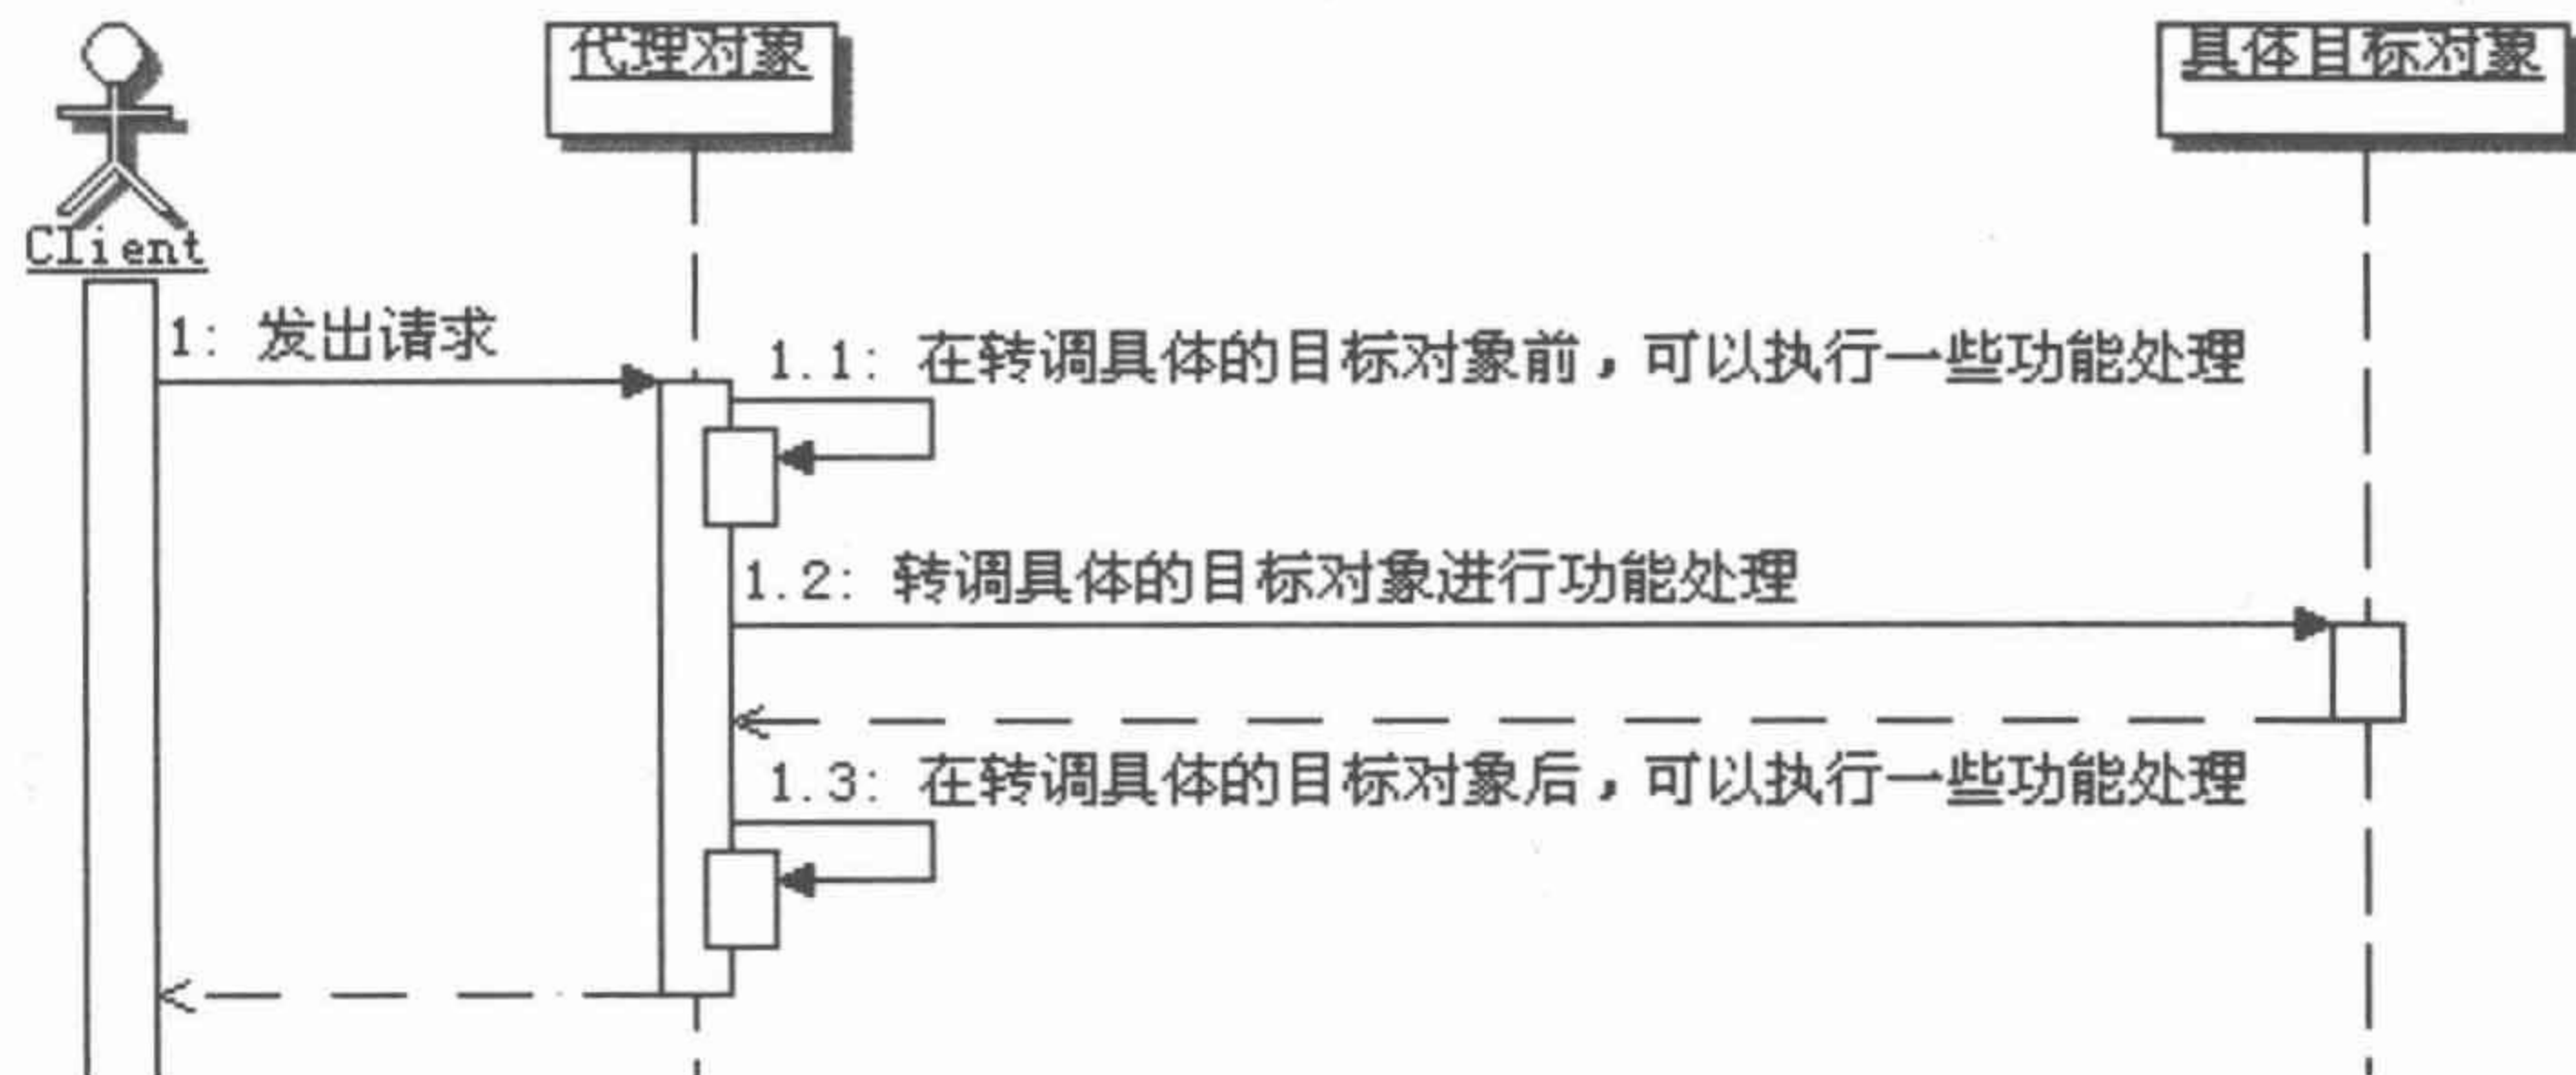 代理对象
具体目标对象
Client
1: 发出请求
1.1: 在转调具体的目标对象前，可以执行一些功能处理
1.2: 转调具体的目标对象进行功能处理
1.3: 在转调具体的目标对象后，可以执行一些功能处理